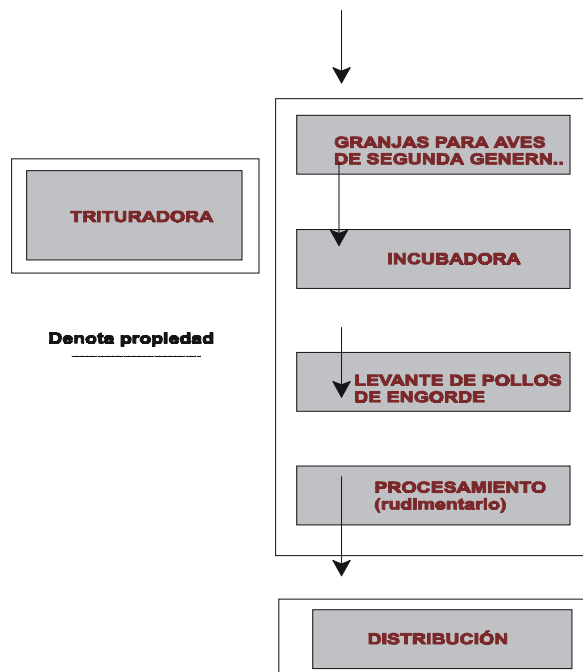 GRANJAS PARA AVES
DE SEGUNDA GENERN..
TRITURADORA
INCUBADORA
Denota propiedad
LEVANTE DE POLLOS
DE ENGORDE
PROCESAMIENTO
(rudimentario)
DISTRIBUCIÓN